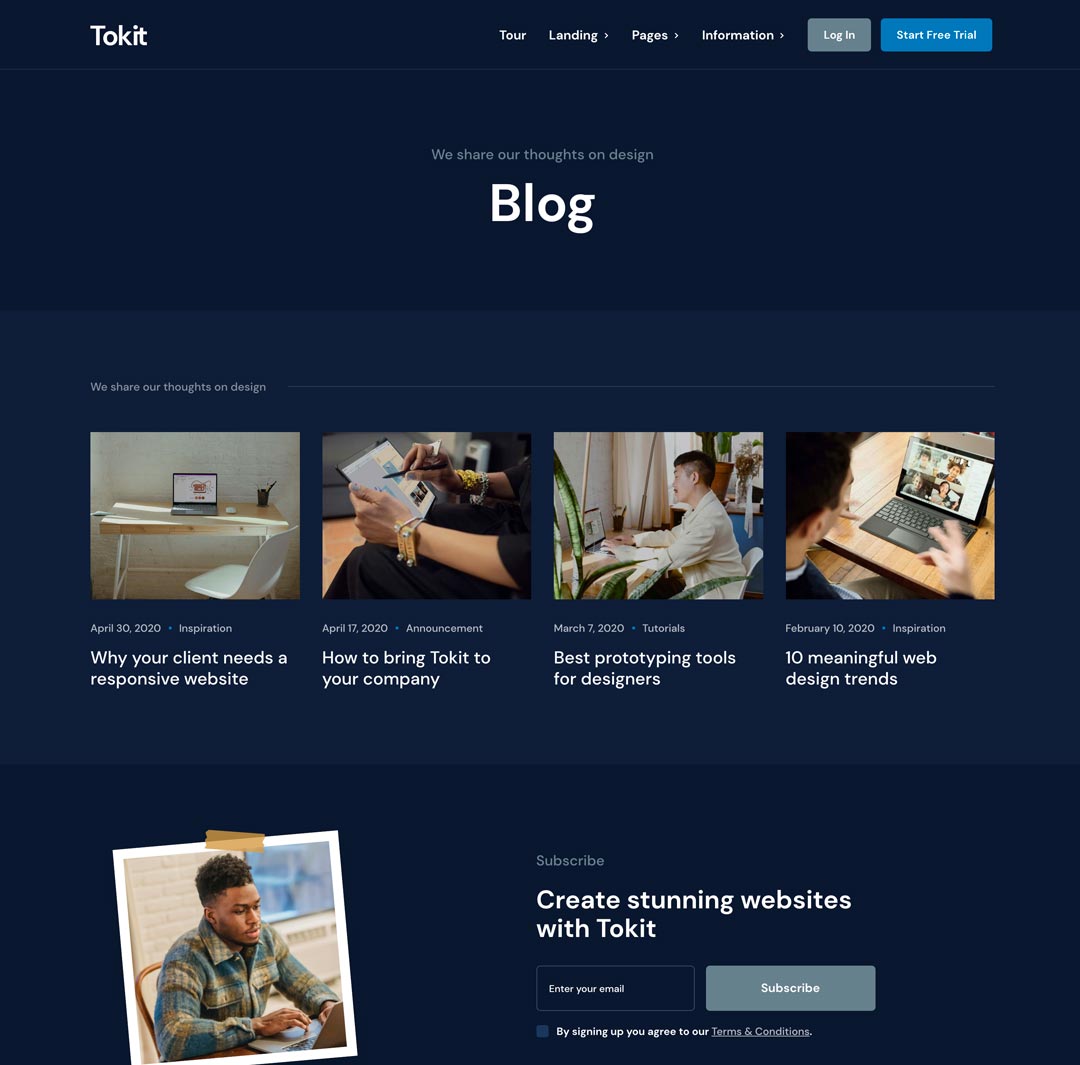 Tokit
Tour Landing Pages Information Log In Start Free Trial
We share our thoughts on design
Blog
We share our thoughts on design
April 30, 2020 • Inspiration
Why your client needs a
responsive website
April 17, 2020 • Announcement
How to bring Tokit to
your company
March 7, 2020 • Tutorials
Best prototyping tools
for designers
February 10, 2020 • Inspiration
10 meaningful web
design trends
Subscribe
Create stunning websites
with Tokit
Enter your email
Subscribe
By signing up you agree to our Terms & Conditions.